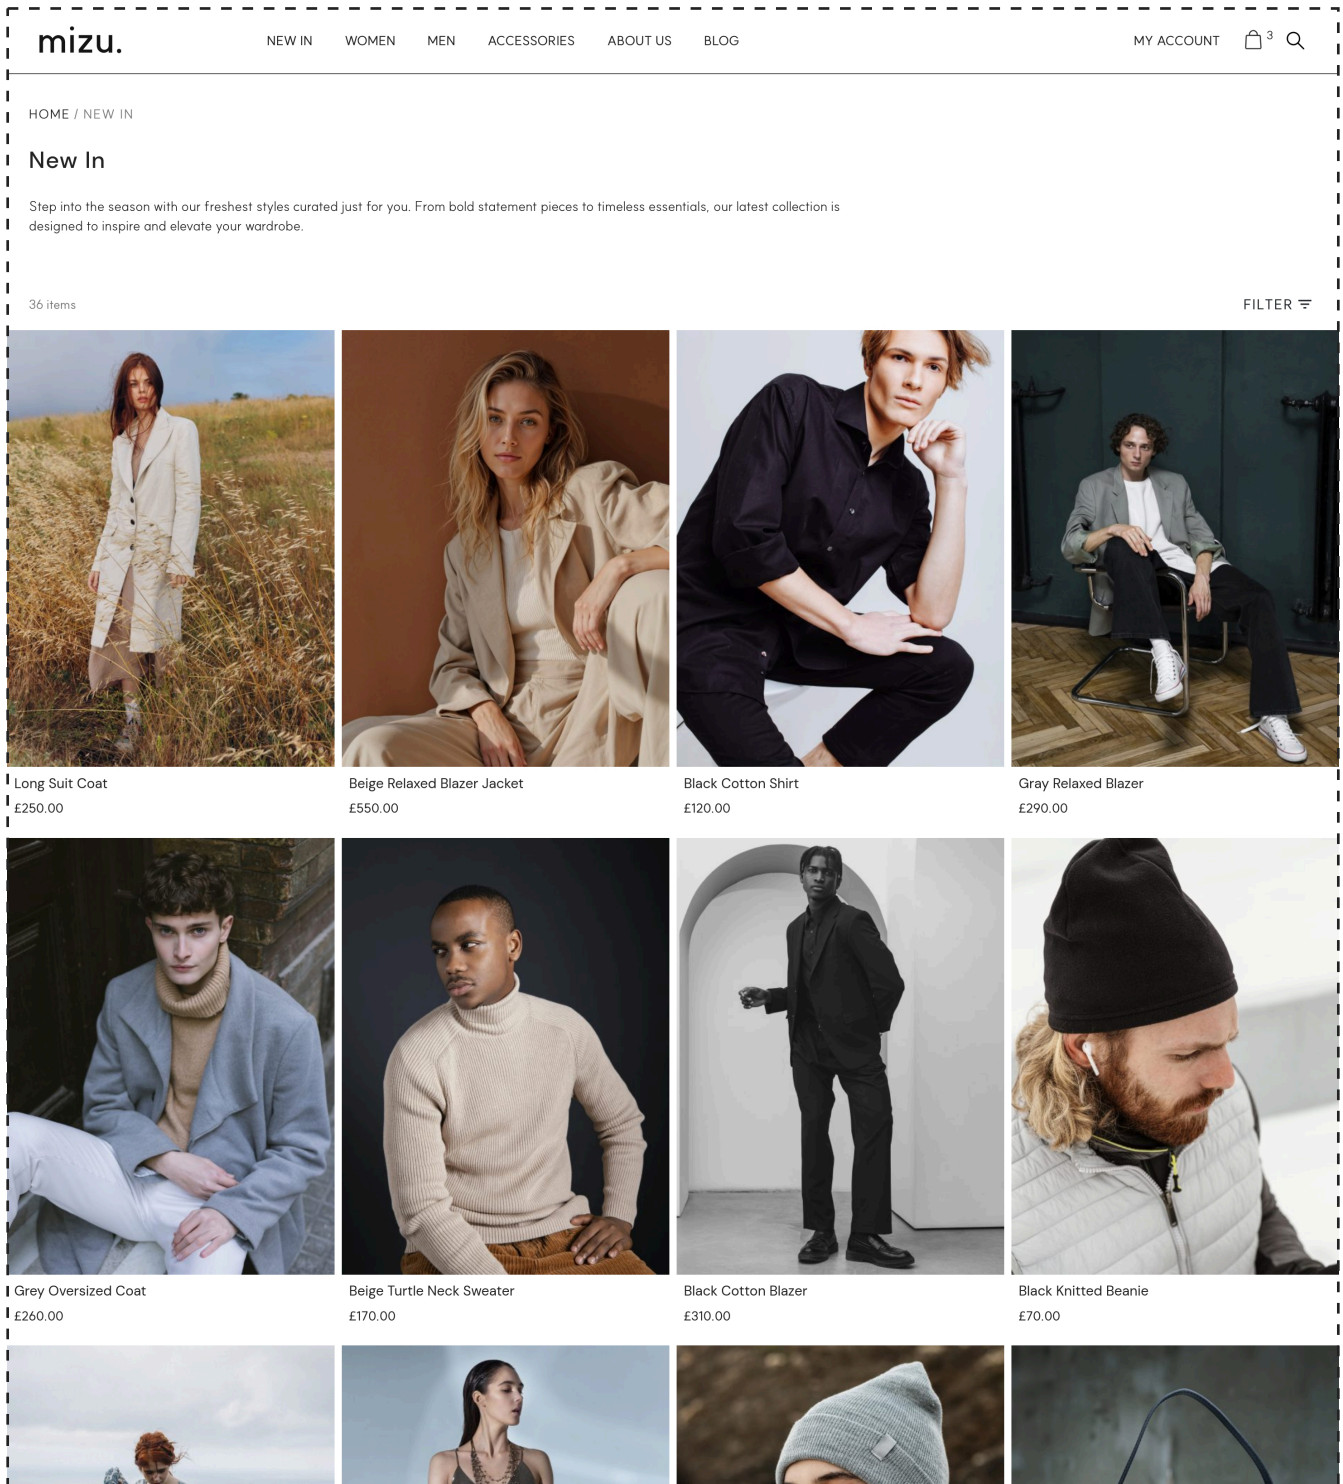 mizu.
NEW IN
WOMEN
MEN
ACCESSORIES
ABOUT US
BLOG
MY ACCOUNT
3
HOME / NEW IN
New In
Step into the season with our freshest styles curated just for you. From bold statement pieces to timeless essentials, our latest collection is
designed to inspire and elevate your wardrobe.
36 items
FILTER
Long Suit Coat
£250.00
Beige Relaxed Blazer Jacket
£550.00
Black Cotton Shirt
£120.00
Gray Relaxed Blazer
£290.00
Grey Oversized Coat
£260.00
Beige Turtle Neck Sweater
£170.00
Black Cotton Blazer
£310.00
Black Knitted Beanie
£70.00